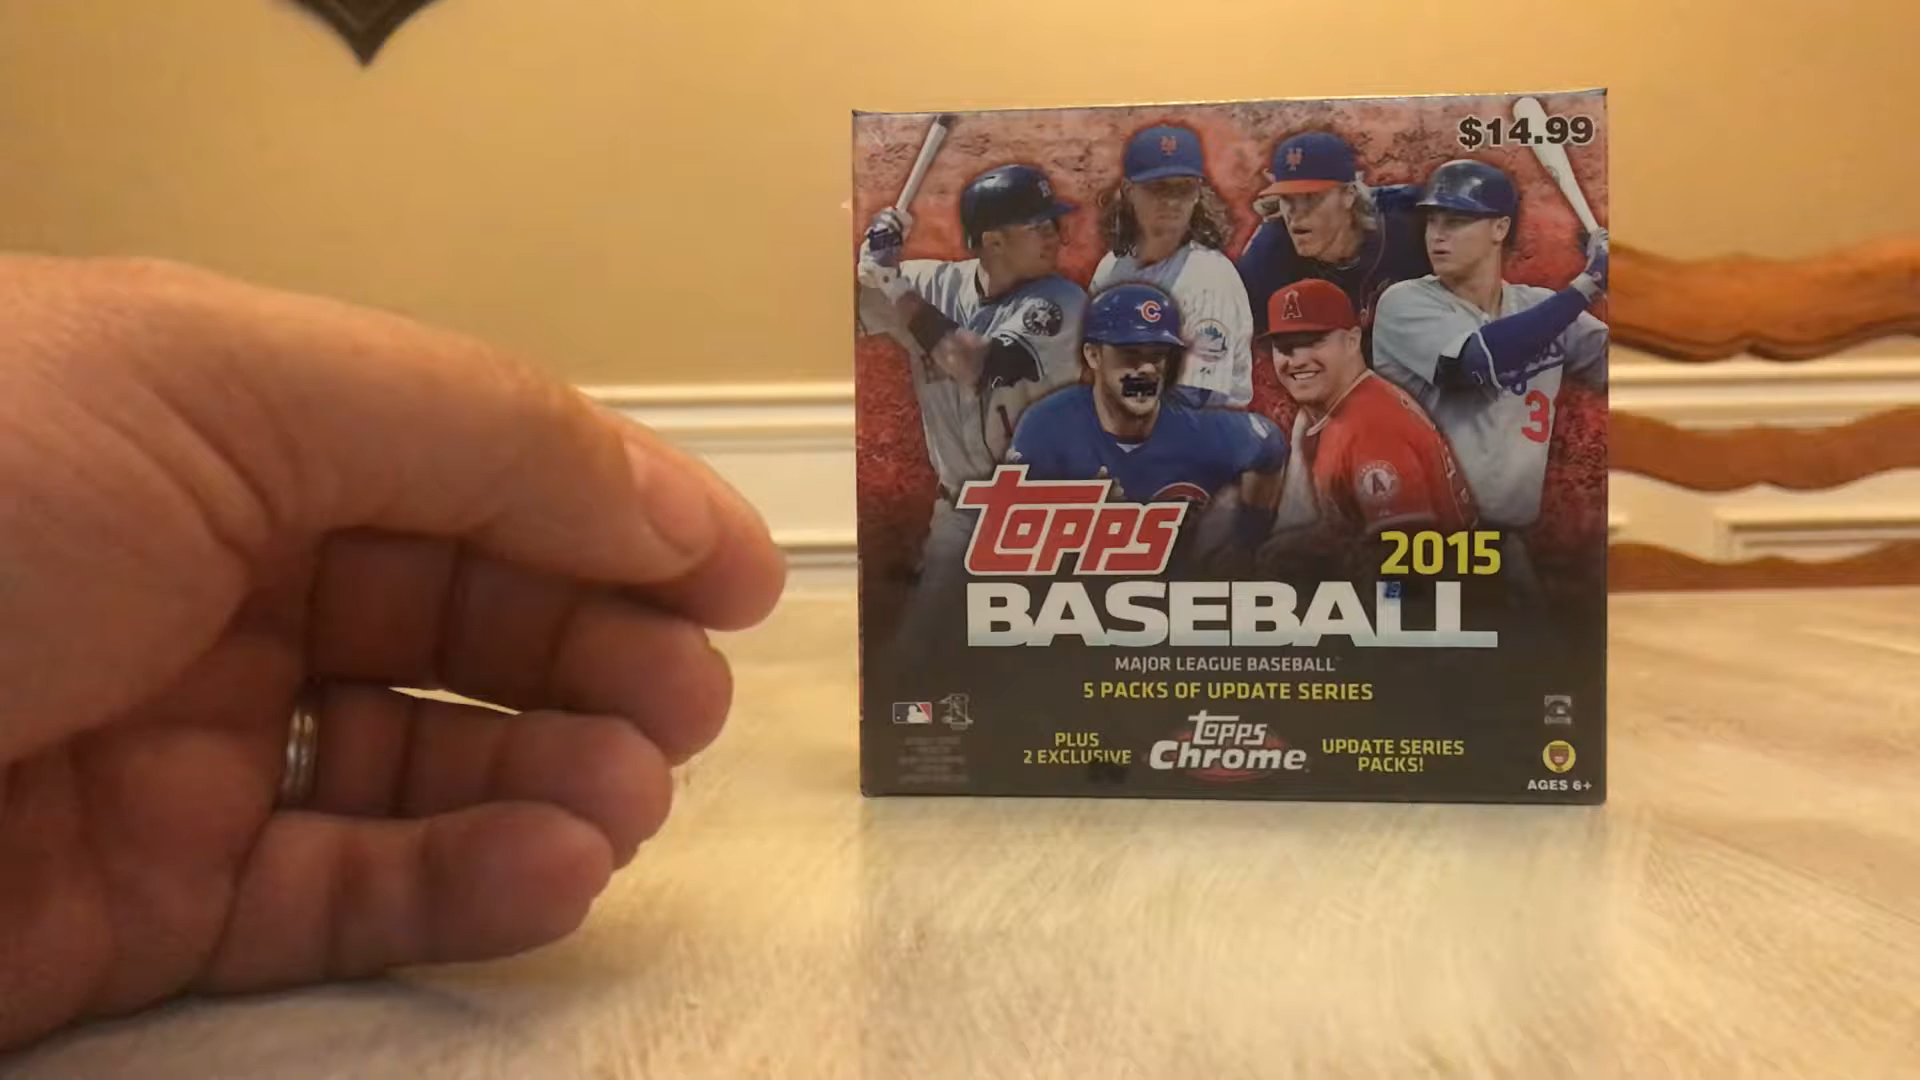 $14.99
topps
2015
BASEBALL
MAJOR LEAGUE BASEBALL
5 PACKS OF UPDATE SERIES
PLUS
2 EXCLUSIVE
topps
Chrome
UPDATE SERIES
PACKS!
AGES 6+